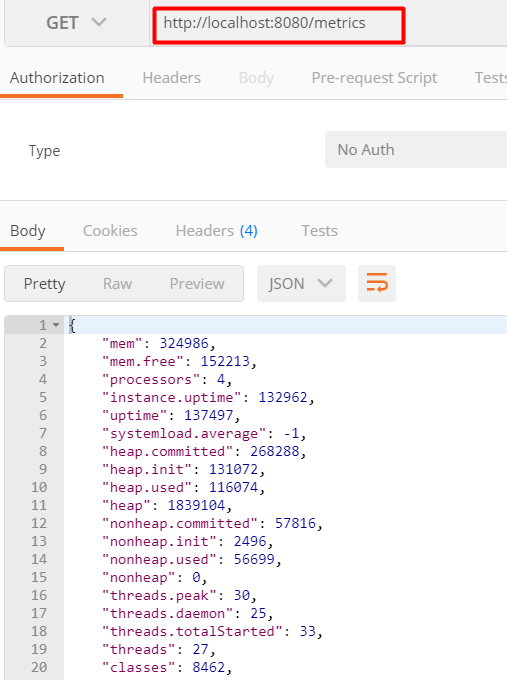 GET http://localhost:8080/metrics
Authorization Headers Body Pre-request Script Tests
Type No Auth
Body Cookies Headers (4) Tests
Pretty Raw Preview JSON
1 {
2 "mem": 324986,
3 "mem.free": 152213,
4 "processors": 4,
5 "instance.uptime": 132962,
6 "uptime": 137497,
7 "systemload.average": -1,
8 "heap.committed": 268288,
9 "heap.init": 131072,
10 "heap.used": 116074,
11 "heap": 1839104,
12 "nonheap.committed": 57816,
13 "nonheap.init": 2496,
14 "nonheap.used": 56699,
15 "nonheap": 0,
16 "threads.peak": 30,
17 "threads.daemon": 25,
18 "threads.totalStarted": 33,
19 "threads": 27,
20 "classes": 8462,